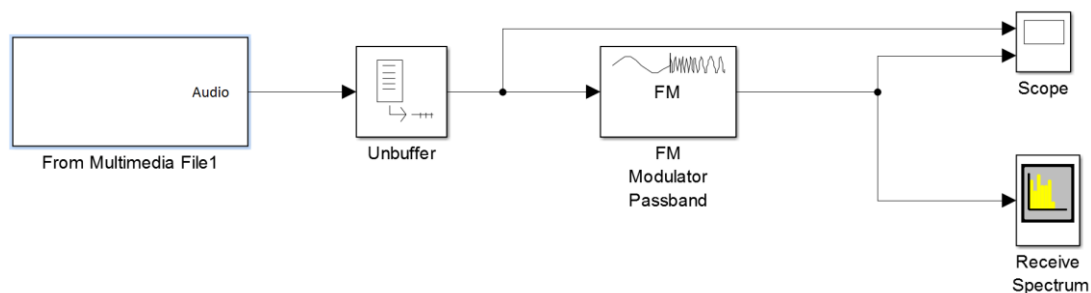 Audio
From Multimedia File1
Unbuffer
FM
FM
Modulator
Passband
Scope
Receive
Spectrum